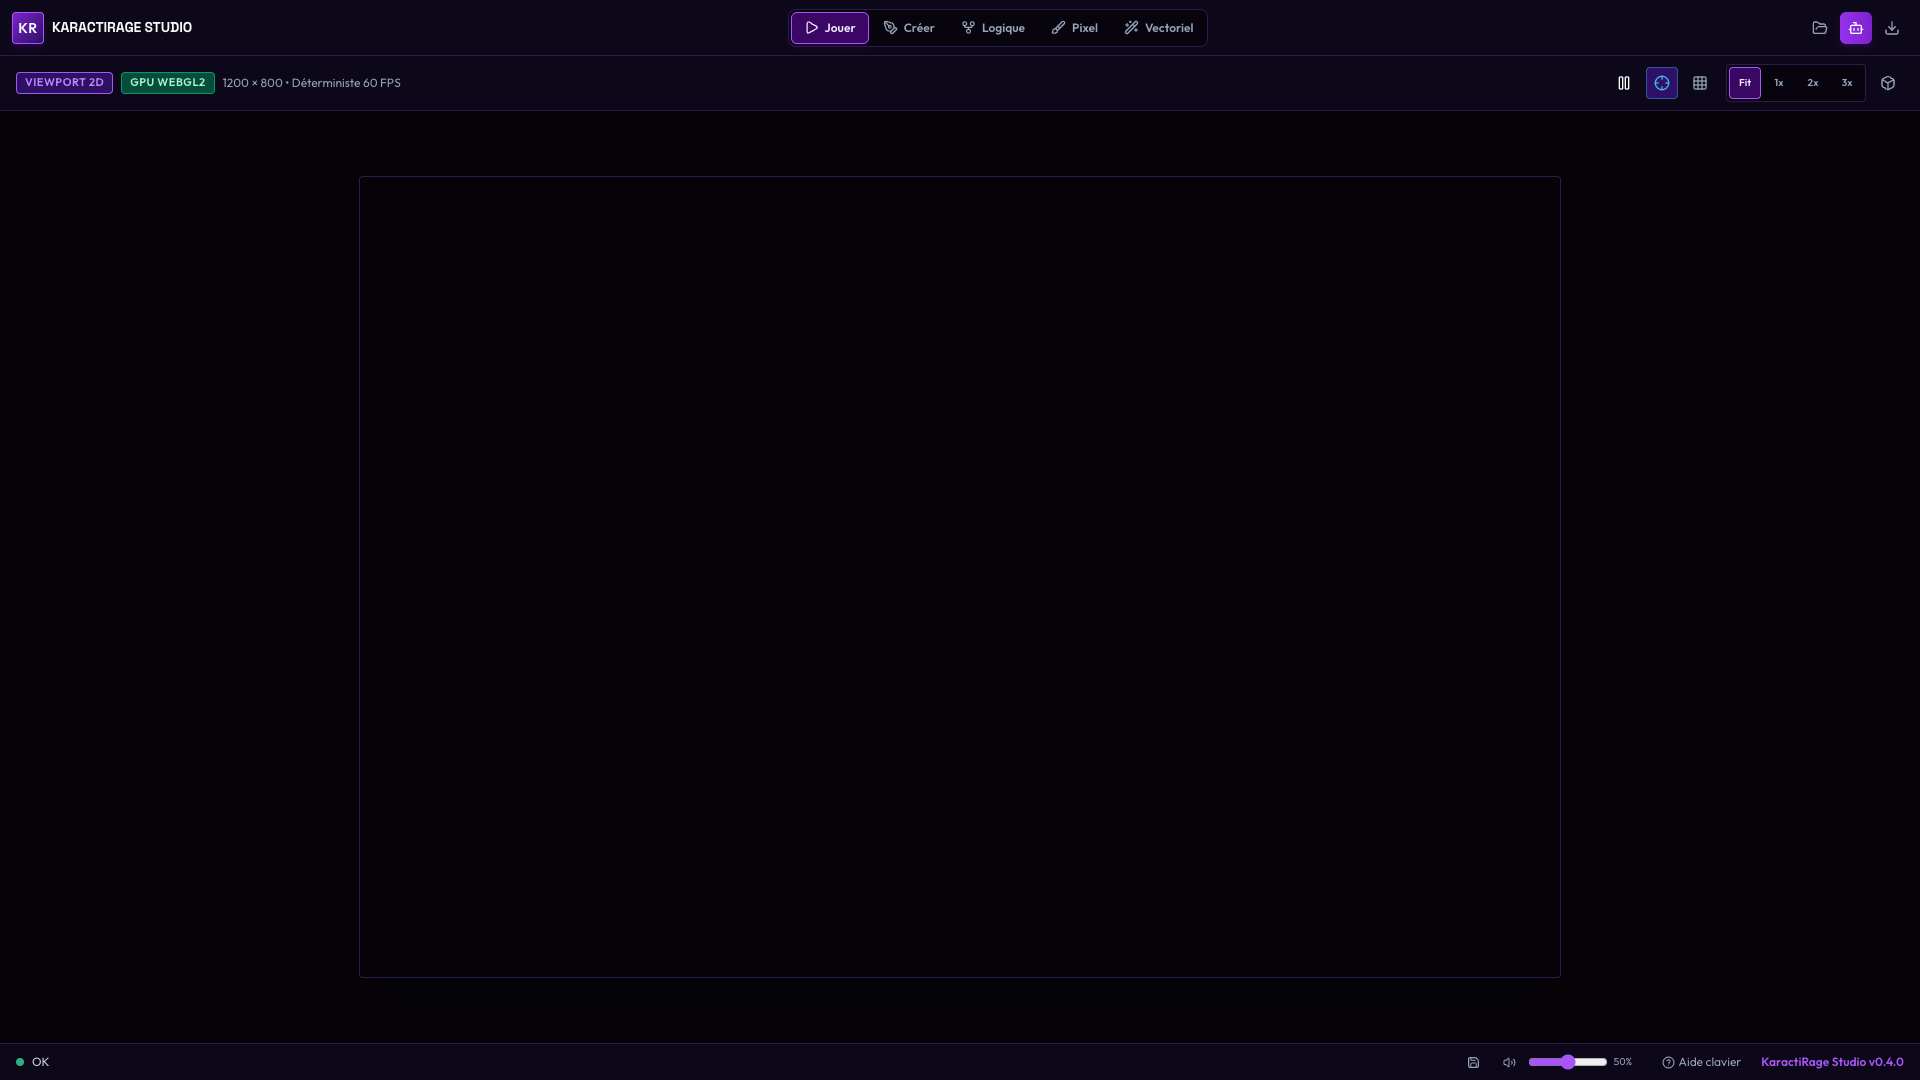 KR KARACTIRAGE STUDIO Jouer Créer Logique Pixel Vectoriel
VIEWPORT 2D GPU WEBGL2 1200 × 800 • Déterministe 60 FPS Fit 1x 2x 3x
OK 50% Aide clavier KaractiRage Studio v0.4.0